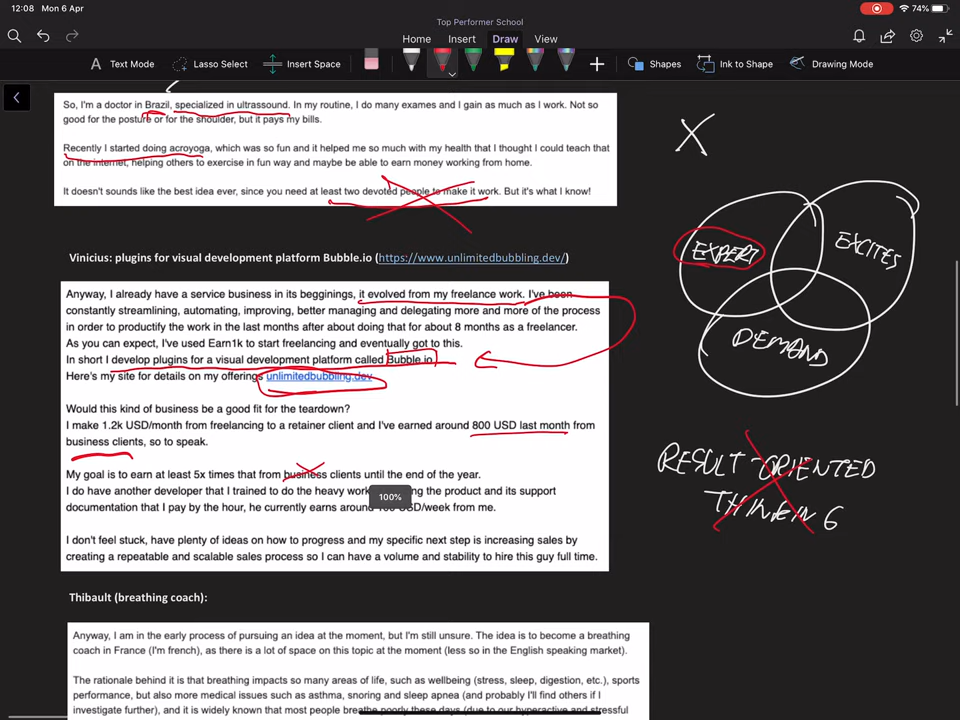 12:08 Mon 6 Apr
74%
Top Performer School
Home Insert Draw View
Text Mode Lasso Select Insert Space Shapes Ink to Shape Drawing Mode
So, I'm a doctor in Brazil, specialized in ultrassound. In my routine, I do many exames and I gain as much as I work. Not so
good for the posture or for the shoulder, but it pays my bills.
Recently I started doing acroyoga, which was so fun and it helped me so much with my health that I thought I could teach that
on the internet, helping others to exercise in fun way and maybe be able to earn money working from home.
It doesn't sounds like the best idea ever, since you need at least two devoted people to make it work. But it's what I know!
X
EXPERT
EXCITES
DEMAND
RESULT-ORIENTED
THINKING
Vinicius: plugins for visual development platform Bubble.io (https://www.unlimitedbubbling.dev/)
Anyway, I already have a service business in its begginings, it evolved from my freelance work. I've been
constantly streamlining, automating, improving, better managing and delegating more and more of the process
in order to productify the work in the last months after about doing that for about 8 months as a freelancer.
As you can expect, I've used Earn1k to start freelancing and eventually got to this.
In short I develop plugins for a visual development platform called Bubble.io
Here's my site for details on my offerings unlimitedbubbling.dev
Would this kind of business be a good fit for the teardown?
I make 1.2k USD/month from freelancing to a retainer client and I've earned around 800 USD last month from
business clients, so to speak.
My goal is to earn at least 5x times that from business clients until the end of the year.
I do have another developer that I trained to do the heavy work the product and its support
documentation that I pay by the hour, he currently earns around USD/week from me.
100%
I don't feel stuck, have plenty of ideas on how to progress and my specific next step is increasing sales by
creating a repeatable and scalable sales process so I can have a volume and stability to hire this guy full time.
Thibault (breathing coach):
Anyway, I am in the early process of pursuing an idea at the moment, but I'm still unsure. The idea is to become a breathing
coach in France (I'm french), as there is a lot of space on this topic at the moment (less so in the English speaking market).
The rationale behind it is that breathing impacts so many areas of life, such as wellbeing (stress, sleep, digestion, etc.), sports
performance, but also more medical issues such as asthma, snoring and sleep apnea (and probably I'll find others if I
investigate further), and it is widely known that most people breathe poorly these days (due to our hyperactive and stressful